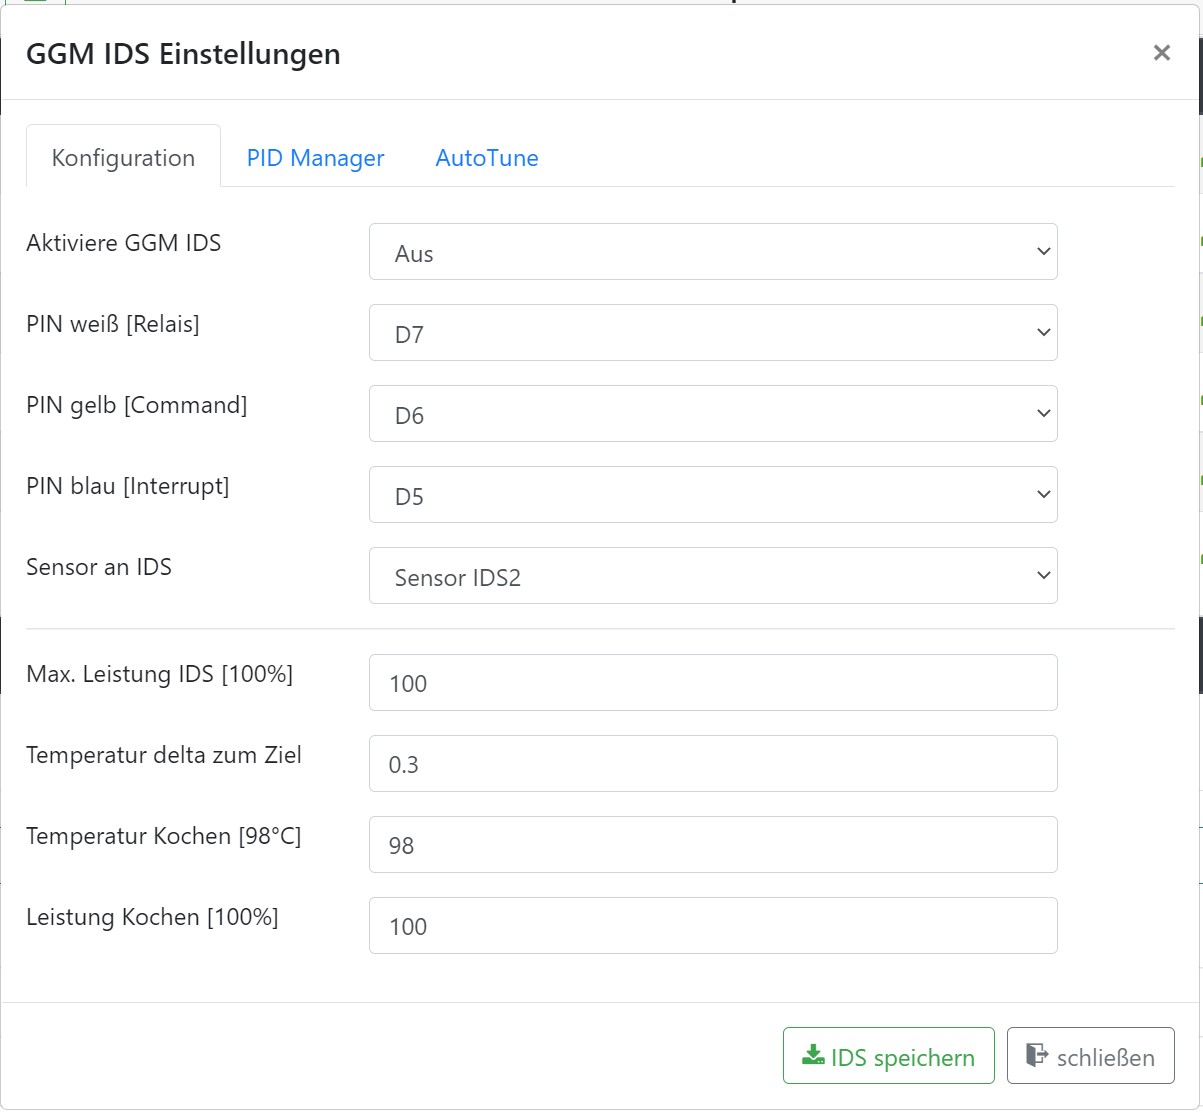 GGM IDS Einstellungen ×
Konfiguration PID Manager AutoTune
Aktiviere GGM IDS Aus
PIN weiß [Relais] D7
PIN gelb [Command] D6
PIN blau [Interrupt] D5
Sensor an IDS Sensor IDS2
Max. Leistung IDS [100%] 100
Temperatur delta zum Ziel 0.3
Temperatur Kochen [98°C] 98
Leistung Kochen [100%] 100
IDS speichern schließen